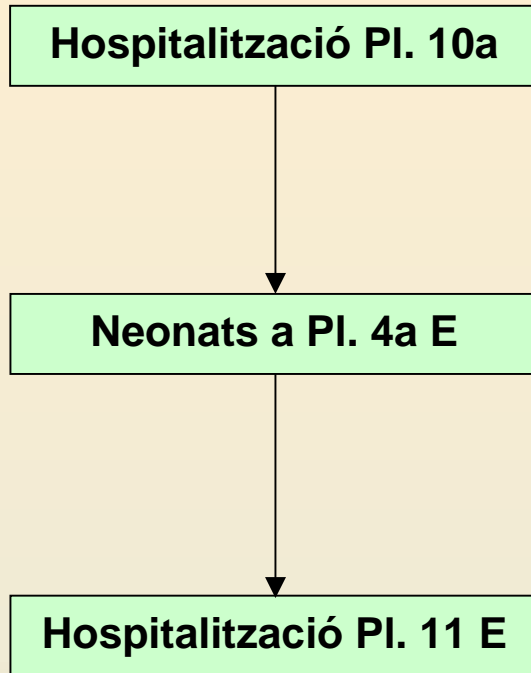 Hospitalització Pl. 10a
Neonats a Pl. 4a E
Hospitalització Pl. 11 E